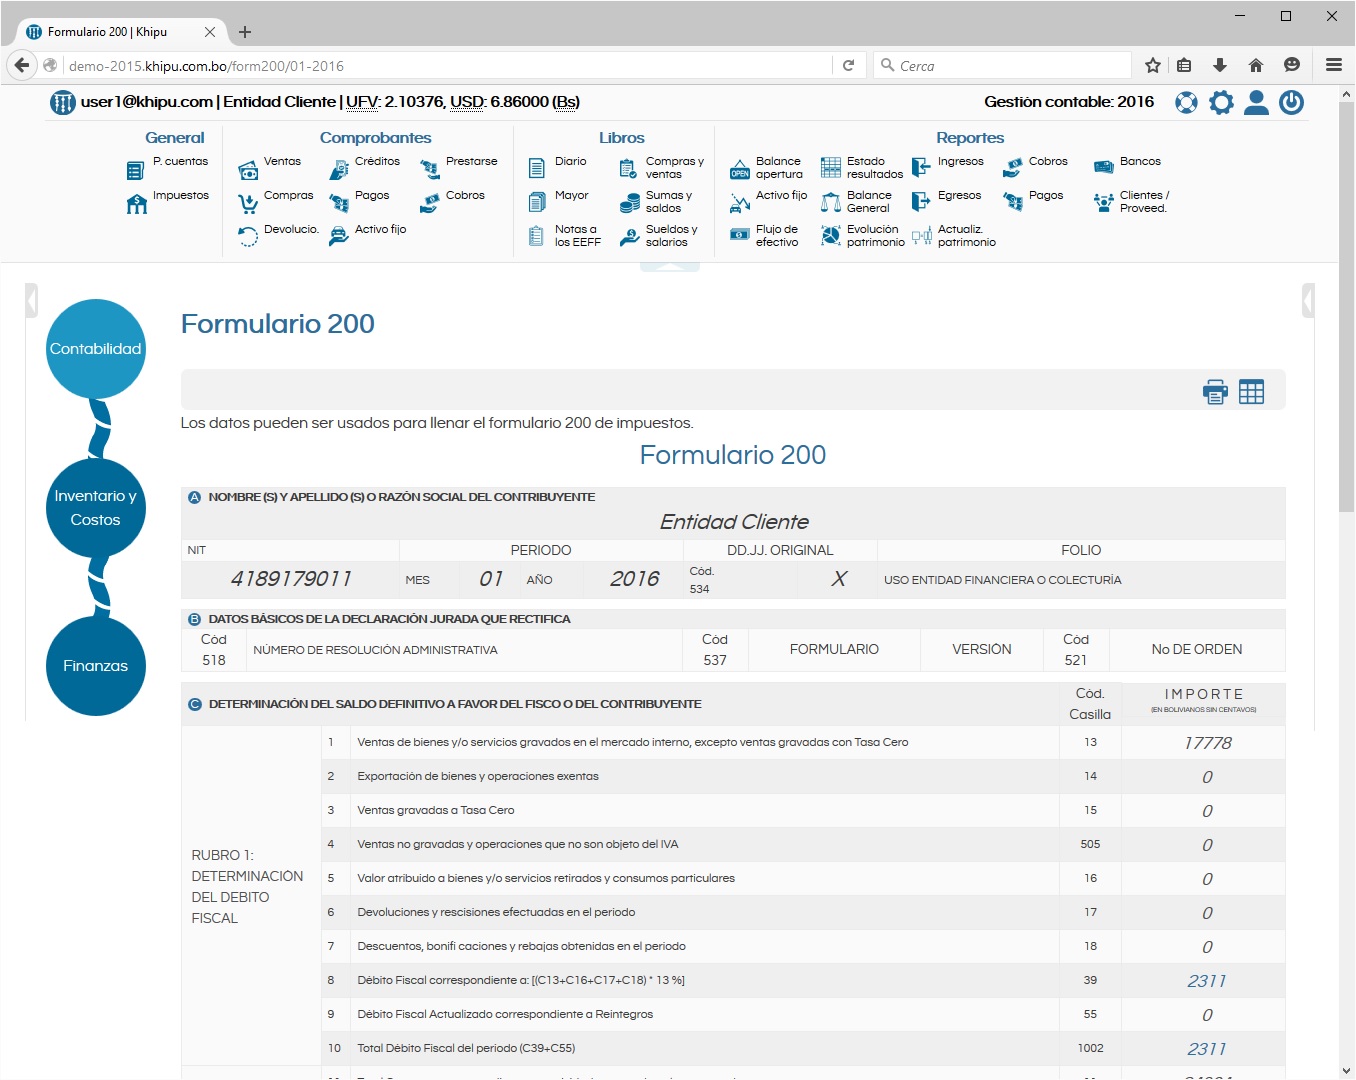 Formulario 200 | Khipu
demo-2015.khipu.com.bo/form200/01-2016
Cerca
user1@khipu.com | Entidad Cliente | UFV: 2.10376, USD: 6.86000 (Bs)
Gestión contable: 2016
General
P. cuentas
Impuestos
Comprobantes
Ventas
Créditos
Prestarse
Compras
Pagos
Cobros
Devolucio.
Activo fijo
Libros
Diario
Compras y
ventas
Mayor
Sumas y
saldos
Notas a
los EEFF
Sueldos y
salarios
Reportes
Balance
apertura
Estado
resultados
Ingresos
Cobros
Bancos
Activo fijo
Balance
General
Egresos
Pagos
Clientes /
Proveed.
Flujo de
efectivo
Evolución
patrimonio
Actualiz.
patrimonio
OPEN
Contabilidad
Inventario y
Costos
Finanzas
Formulario 200
Los datos pueden ser usados para llenar el formulario 200 de impuestos.
Formulario 200
A NOMBRE (S) Y APELLIDO (S) O RAZÓN SOCIAL DEL CONTRIBUYENTE
Entidad Cliente
NIT PERIODO DD.JJ. ORIGINAL FOLIO
4189179011 MES 01 AÑO 2016 Cód. 534 X USO ENTIDAD FINANCIERA O COLECTURÍA
B DATOS BÁSICOS DE LA DECLARACIÓN JURADA QUE RECTIFICA
Cód 518 NÚMERO DE RESOLUCIÓN ADMINISTRATIVA Cód 537 FORMULARIO VERSIÓN Cód 521 No DE ORDEN
C DETERMINACIÓN DEL SALDO DEFINITIVO A FAVOR DEL FISCO O DEL CONTRIBUYENTE Cód. Casilla IMPORTE (EN BOLIVIANOS SIN CENTAVOS)
RUBRO 1:
DETERMINACIÓN
DEL DEBITO
FISCAL
1 Ventas de bienes y/o servicios gravados en el mercado interno, excepto ventas gravadas con Tasa Cero 13 17778
2 Exportación de bienes y operaciones exentas 14 0
3 Ventas gravadas a Tasa Cero 15 0
4 Ventas no gravadas y operaciones que no son objeto del IVA 505 0
5 Valor atribuido a bienes y/o servicios retirados y consumos particulares 16 0
6 Devoluciones y rescisiones efectuadas en el periodo 17 0
7 Descuentos, bonifi caciones y rebajas obtenidas en el periodo 18 0
8 Débito Fiscal correspondiente a: [(C13+C16+C17+C18) * 13 %] 39 2311
9 Débito Fiscal Actualizado correspondiente a Reintegros 55 0
10 Total Débito Fiscal del periodo (C39+C55) 1002 2311